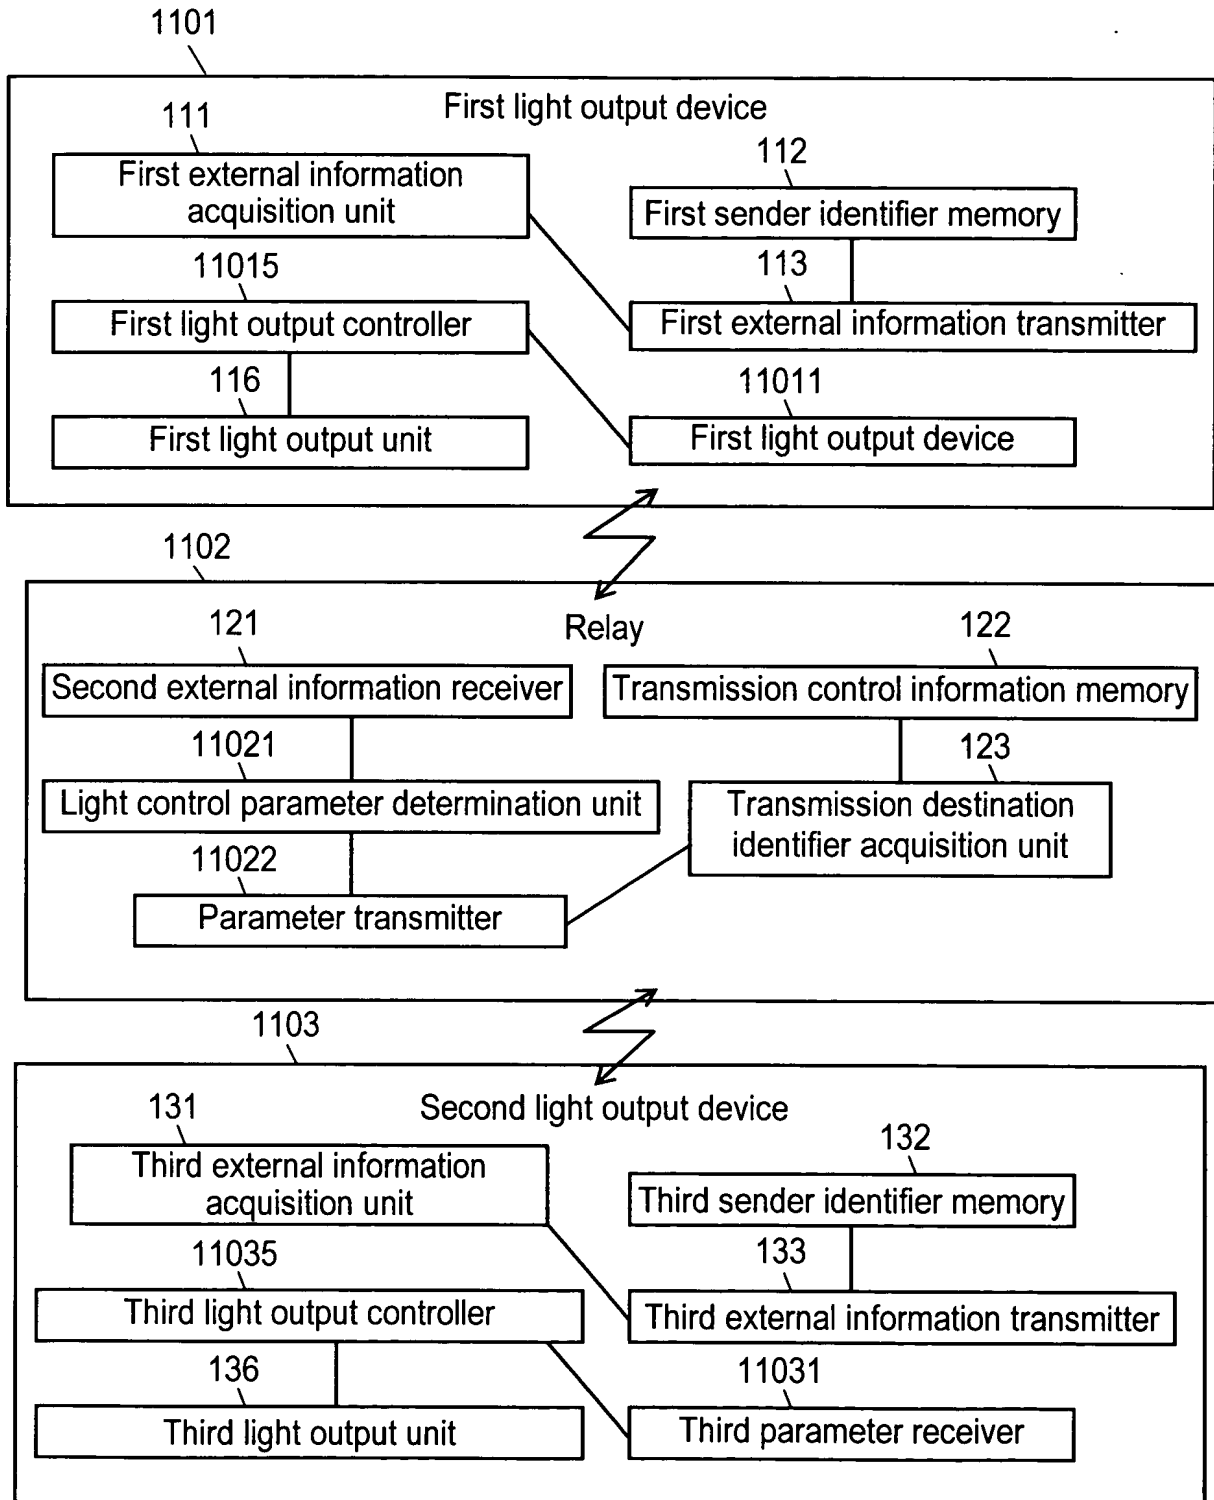 1101
First light output device
111
First external information
acquisition unit
112
First sender identifier memory
11015
First light output controller
113
First external information transmitter
116
First light output unit
11011
First light output device
1102
Relay
121
Second external information receiver
122
Transmission control information memory
11021
Light control parameter determination unit
123
Transmission destination
identifier acquisition unit
11022
Parameter transmitter
1103
Second light output device
131
Third external information
acquisition unit
132
Third sender identifier memory
11035
Third light output controller
133
Third external information transmitter
136
Third light output unit
11031
Third parameter receiver